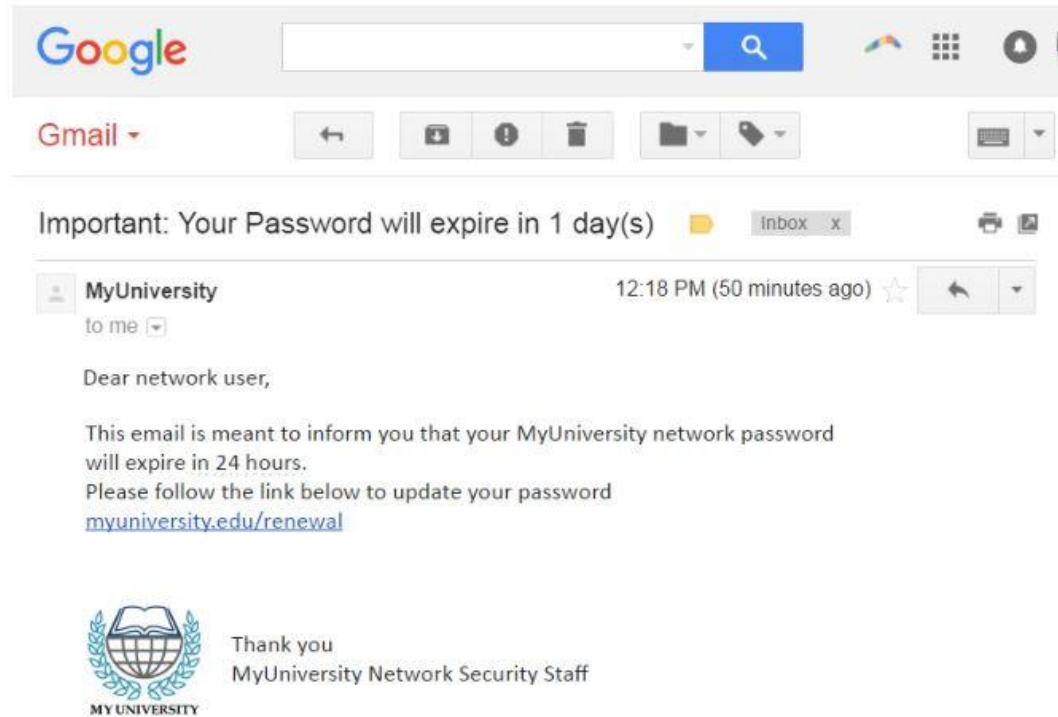 Google
Gmail
Important: Your Password will expire in 1 day(s)
Inbox x
MyUniversity
12:18 PM (50 minutes ago)
to me
Dear network user,
This email is meant to inform you that your MyUniversity network password
will expire in 24 hours.
Please follow the link below to update your password
myuniversity.edu/renewal
Thank you
MyUniversity Network Security Staff
MY UNIVERSITY